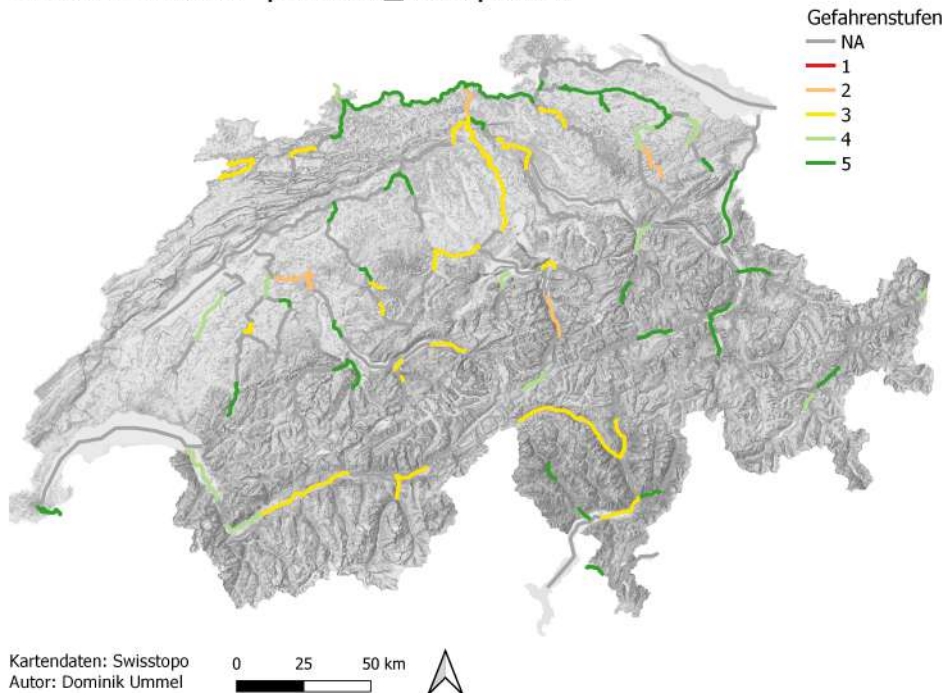 Gefahrenstufen
NA
1
2
3
4
5
Kartendaten: Swisstopo
Autor: Dominik Ummel
0 25 50 km